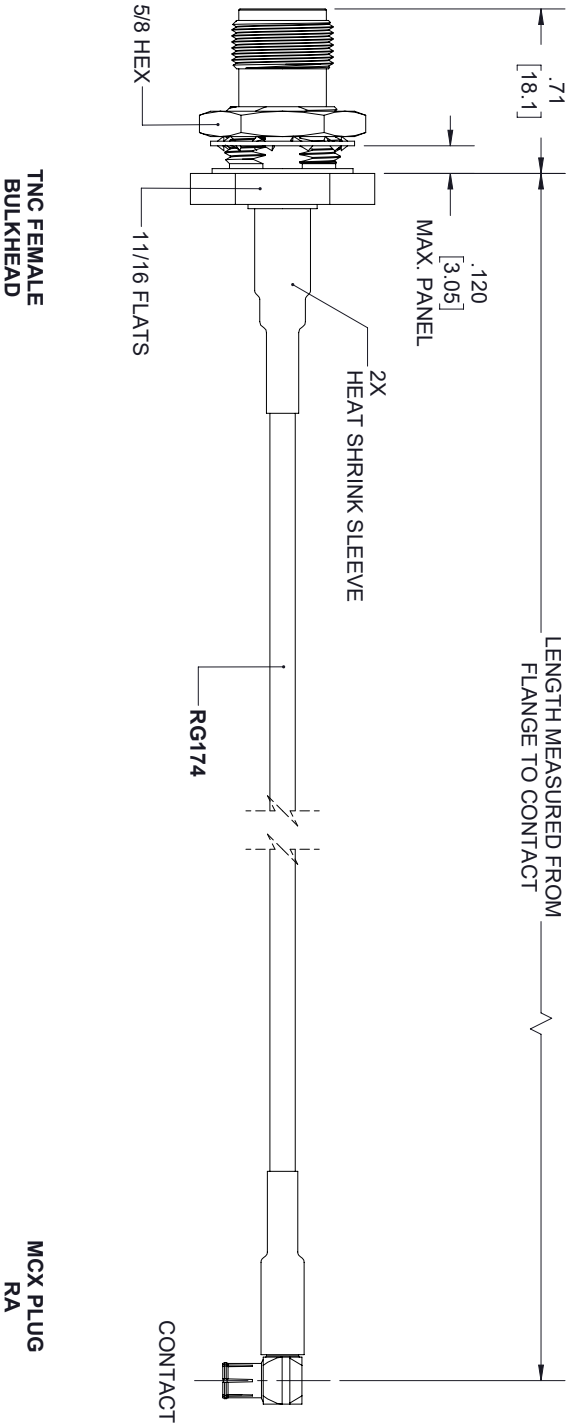 .71
[18.1]
LENGTH MEASURED FROM
FLANGE TO CONTACT
.120
[3.05]
MAX. PANEL
2X
HEAT SHRINK SLEEVE
5/8 HEX
11/16 FLATS
RG174
CONTACT
TNC FEMALE
BULKHEAD
MCX PLUG
RA